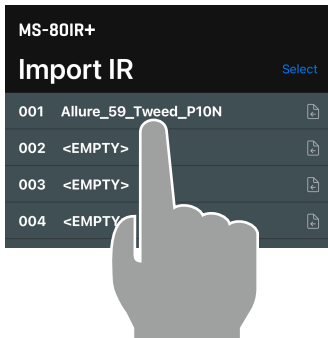 MS-80IR+
Import IR
Select
001 Allure_59_Tweed_P10N
002 <EMPTY>
003 <EMPTY>
004 <EMPTY>